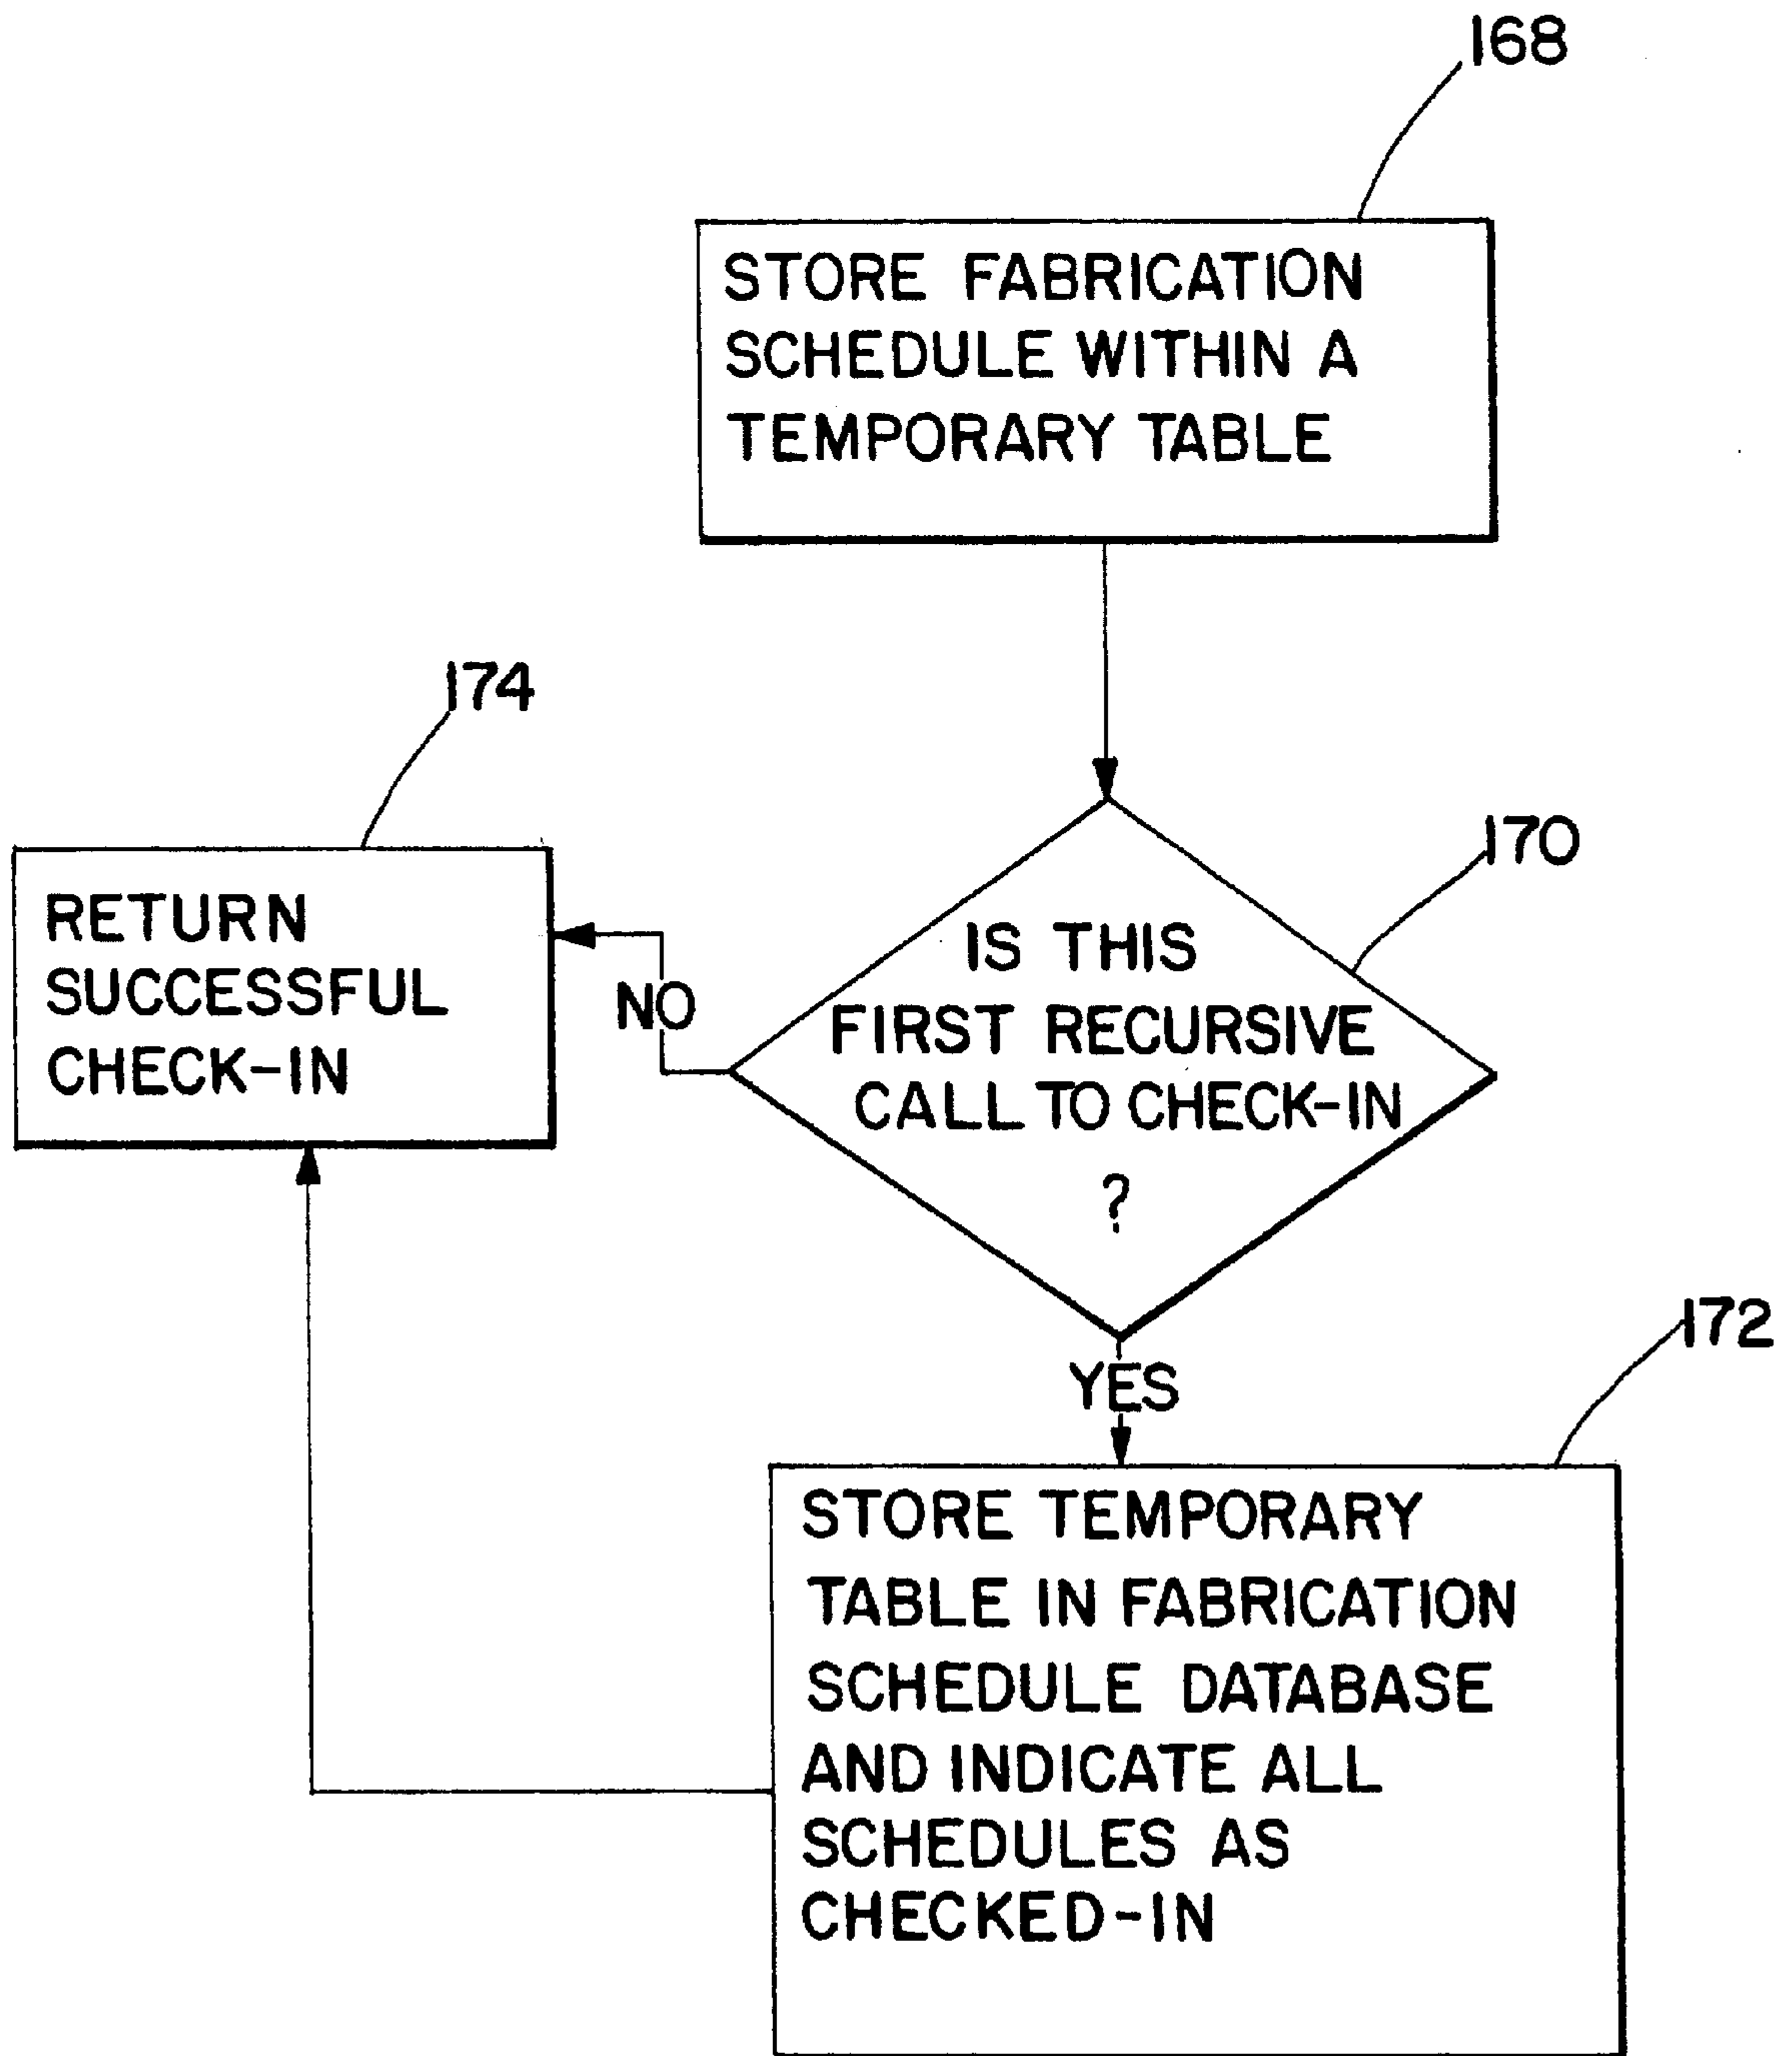 168
STORE FABRICATION
SCHEDULE WITHIN A
TEMPORARY TABLE
174
RETURN
SUCCESSFUL
CHECK-IN
NO
170
IS THIS
FIRST RECURSIVE
CALL TO CHECK-IN
?
YES
172
STORE TEMPORARY
TABLE IN FABRICATION
SCHEDULE DATABASE
AND INDICATE ALL
SCHEDULES AS
CHECKED-IN